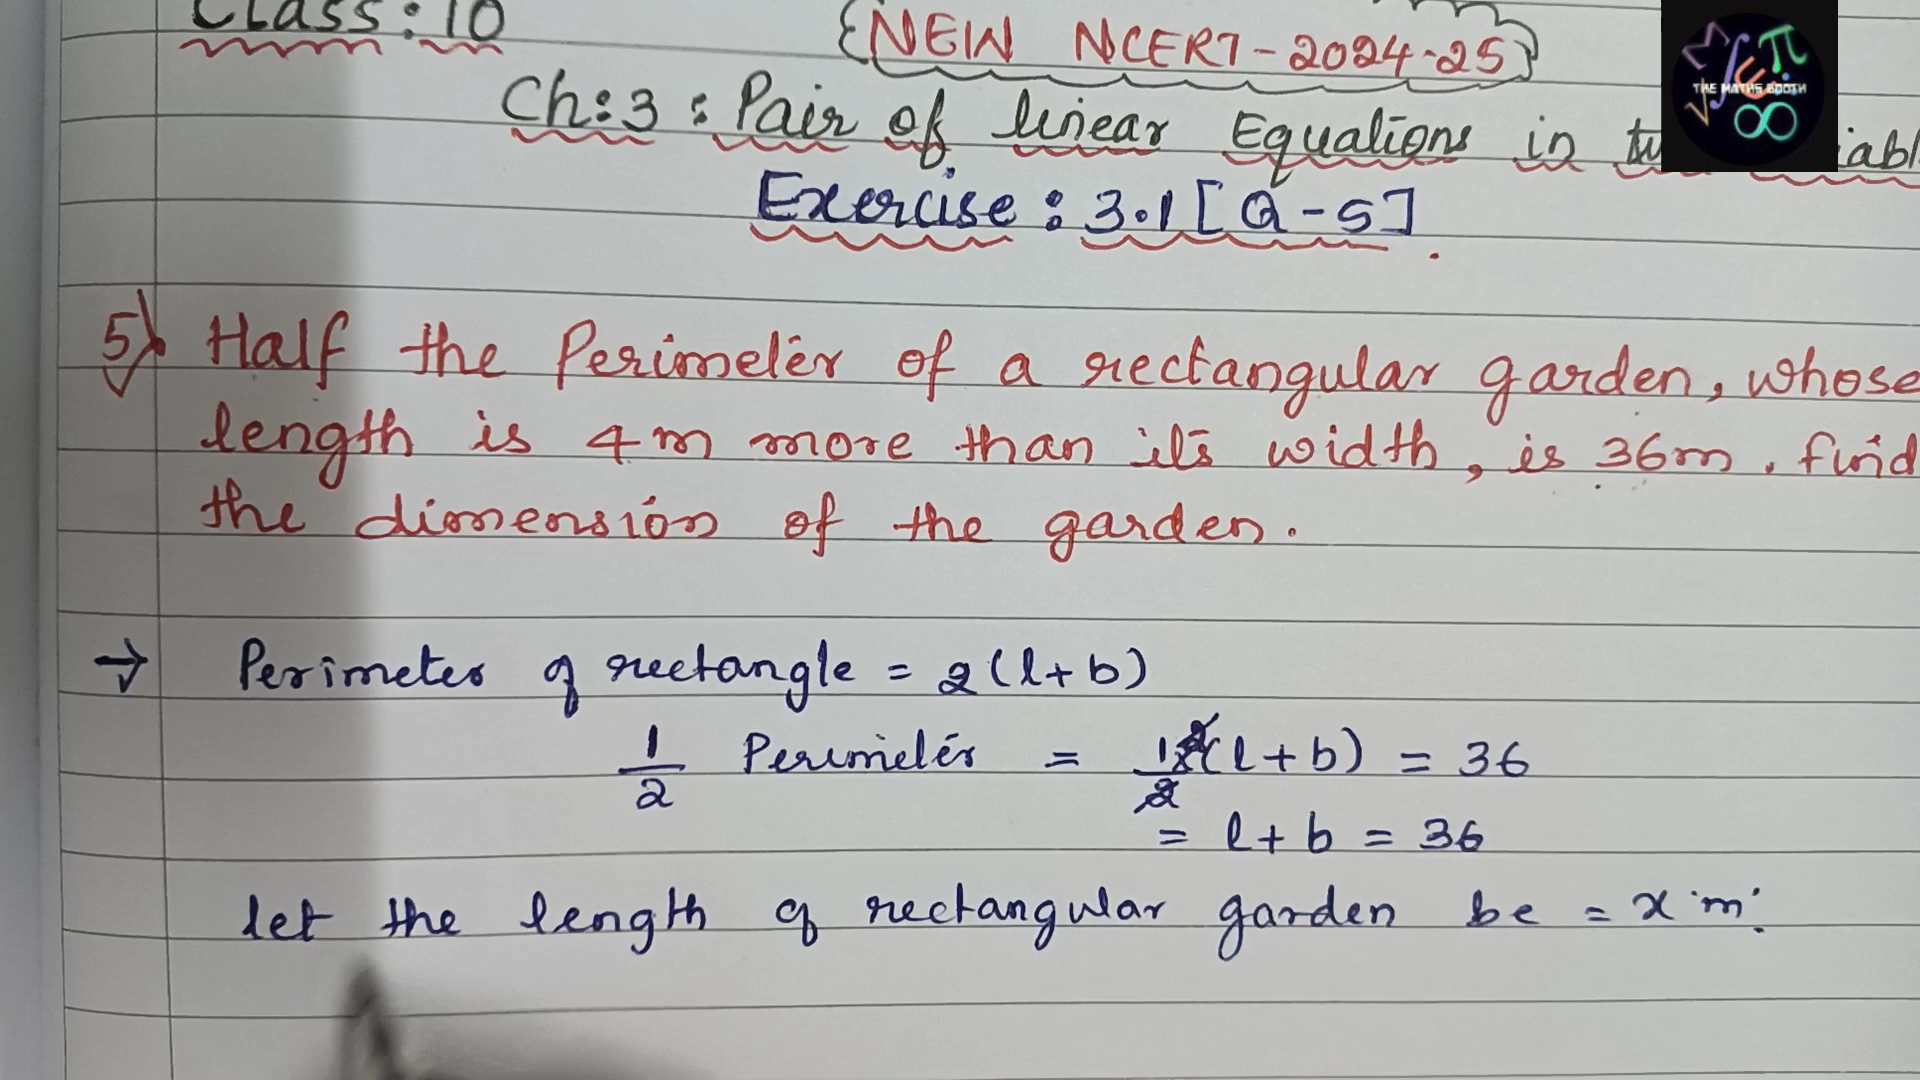 Class: 10
{NEW NCERT-2024-25}
THE MATHS BOOTH
Ch:3: Pair of linear Equations in
Exercise: 3.1 [Q-5]
5) Half the Perimeter of a rectangular garden, whose
length is 4m more than its width, is 36m. find
the dimension of the garden.
→ Perimeter of rectangle = 2(l+b)
1/2 Perimeter = 1/2 2(l+b) = 36
= l+b = 36
let the length of rectangular garden be = x m.